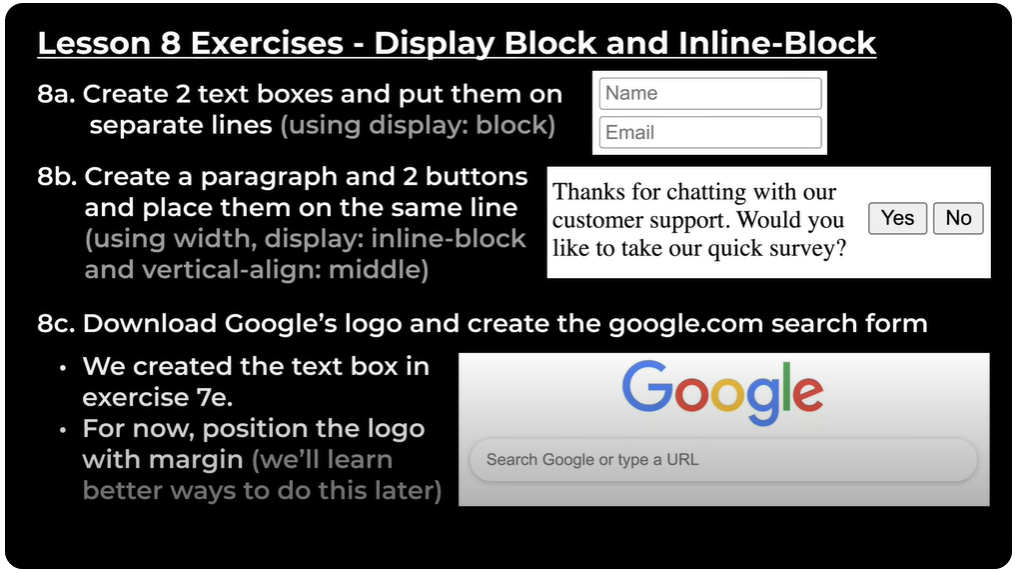 Lesson 8 Exercises - Display Block and Inline-Block
8a. Create 2 text boxes and put them on
separate lines (using display: block)
Name
Email
8b. Create a paragraph and 2 buttons
and place them on the same line
(using width, display: inline-block
and vertical-align: middle)
Thanks for chatting with our
customer support. Would you
like to take our quick survey?
Yes No
8c. Download Google’s logo and create the google.com search form
• We created the text box in
exercise 7e.
• For now, position the logo
with margin (we’ll learn
better ways to do this later)
Google
Search Google or type a URL